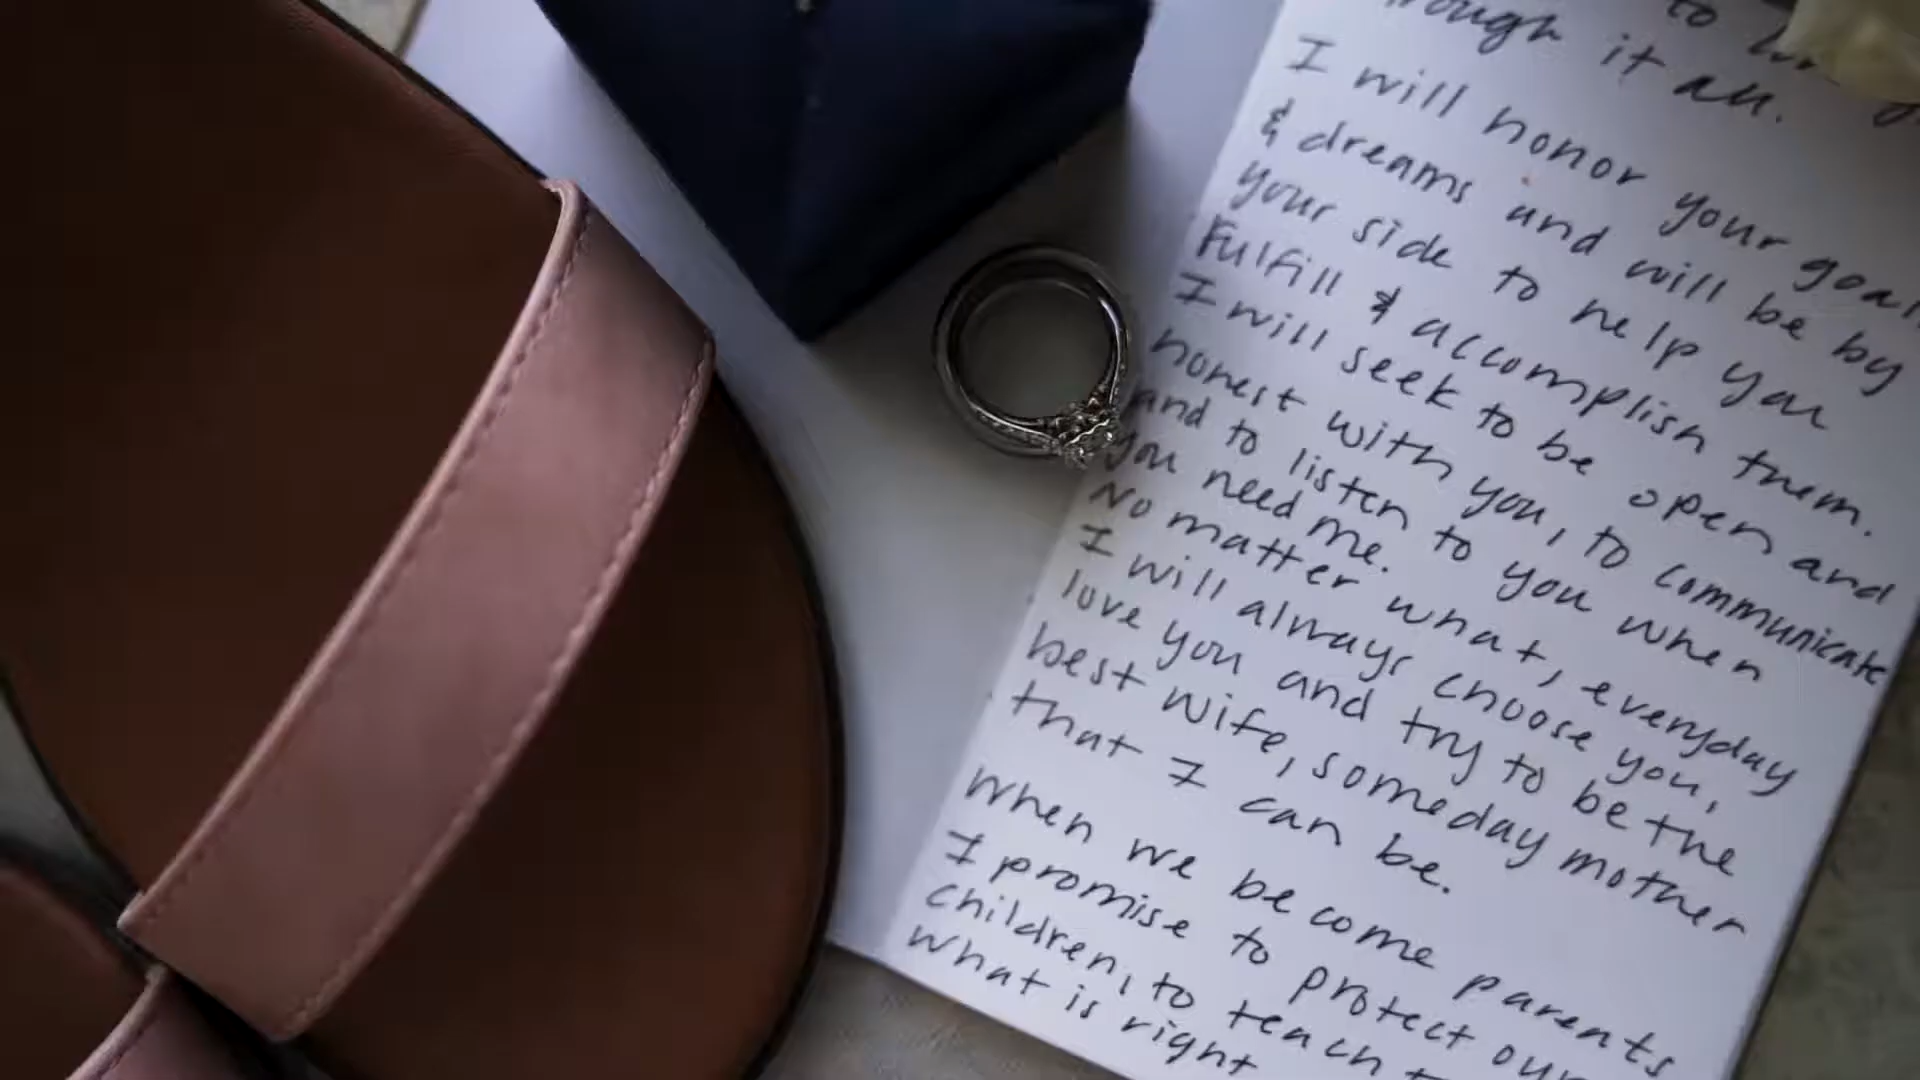 to
through it all.
I will honor your goals
& dreams and will be by
your side to help you
fulfill & accomplish them.
I will seek to be open and
honest with you, to communicate
and to listen to you when
you need me.
No matter what, everyday
I will always choose you,
love you and try to be the
best wife, someday mother
that I can be.
When we become parents
I promise to protect our
children, to teach
what is right